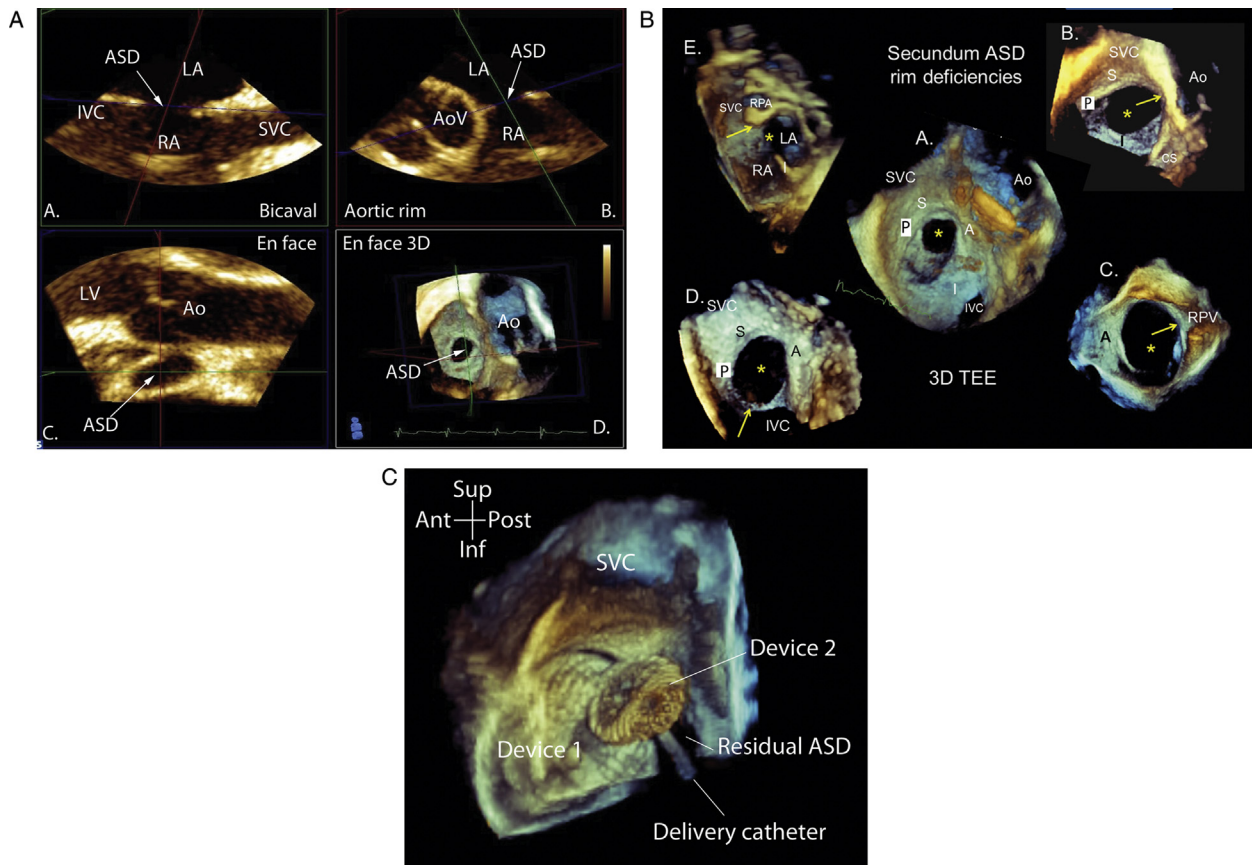 A
ASD
LA
IVC
RA
SVC
A.
Bicaval
ASD
LA
AoV
RA
Aortic rim
B.
En face
LV
Ao
ASD
C.
En face 3D
Ao
ASD
D.
B
Secundum ASD
rim deficiencies
E.
SVC
RPA
*
LA
I
RA
B.
SVC
S
Ao
P
*
I
CS
A.
SVC
Ao
S
P
*
A
I
IVC
D.
SVC
S
A
P
*
IVC
C.
RPV
A
*
3D TEE
C
Sup
Ant
Post
Inf
SVC
Device 2
Device 1
Residual ASD
Delivery catheter